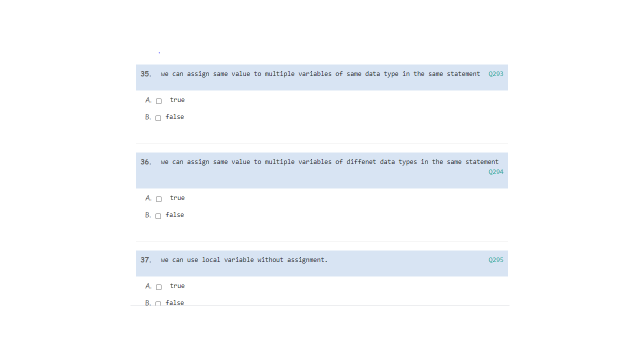 35. we can assign same value to multiple variables of same data type in the same statement Q293
A. true
B. false
36. we can assign same value to multiple variables of diffenet data types in the same statement
Q294
A. true
B. false
37. we can use local variable without assignment. Q295
A. true
B. false